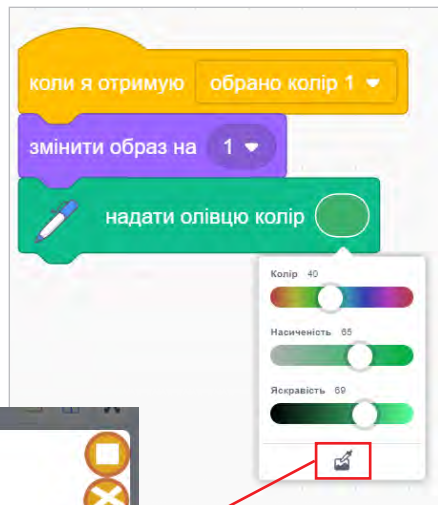 коли я отримую обрано колір 1
змінити образ на 1
надати олівцю колір
Колір 40
Насиченість 65
Яскравість 69